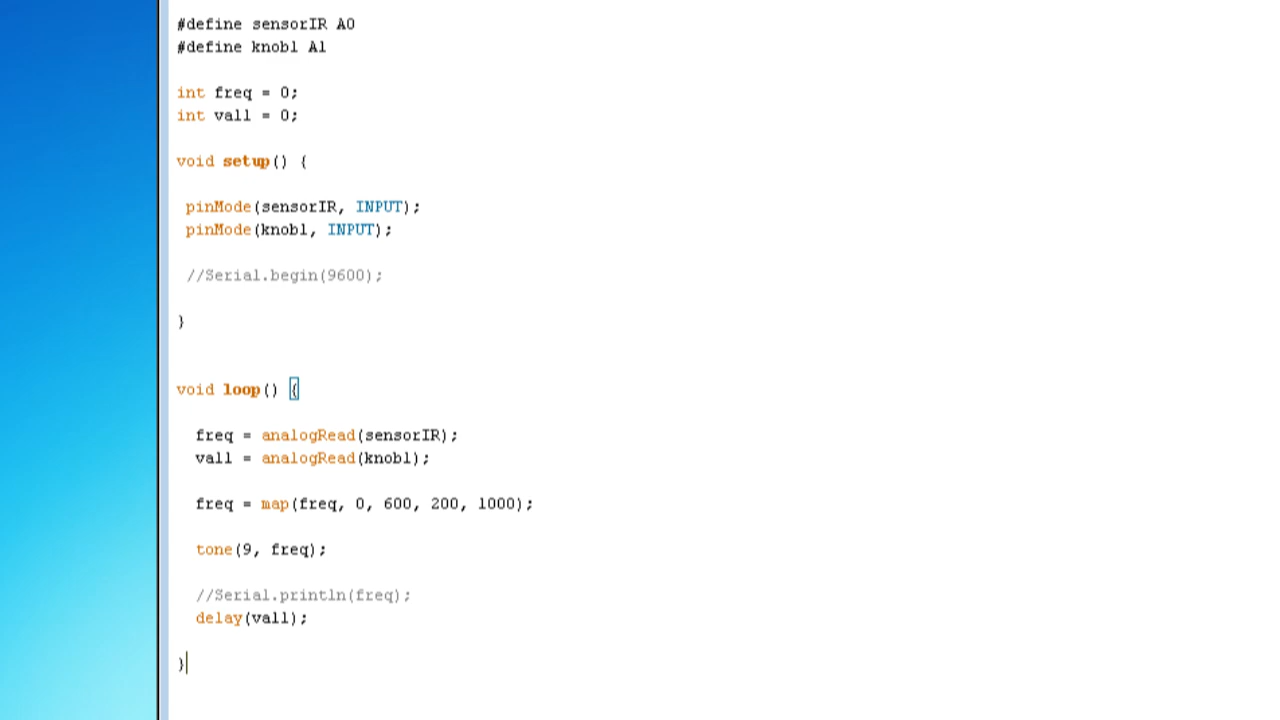 #define sensorIR A0
#define knob1 A1
int freq = 0;
int val1 = 0;
void setup() {
pinMode(sensorIR, INPUT);
pinMode(knob1, INPUT);
//Serial.begin(9600);
}
void loop() {
freq = analogRead(sensorIR);
val1 = analogRead(knob1);
freq = map(freq, 0, 600, 200, 1000);
tone(9, freq);
//Serial.println(freq);
delay(val1);
}